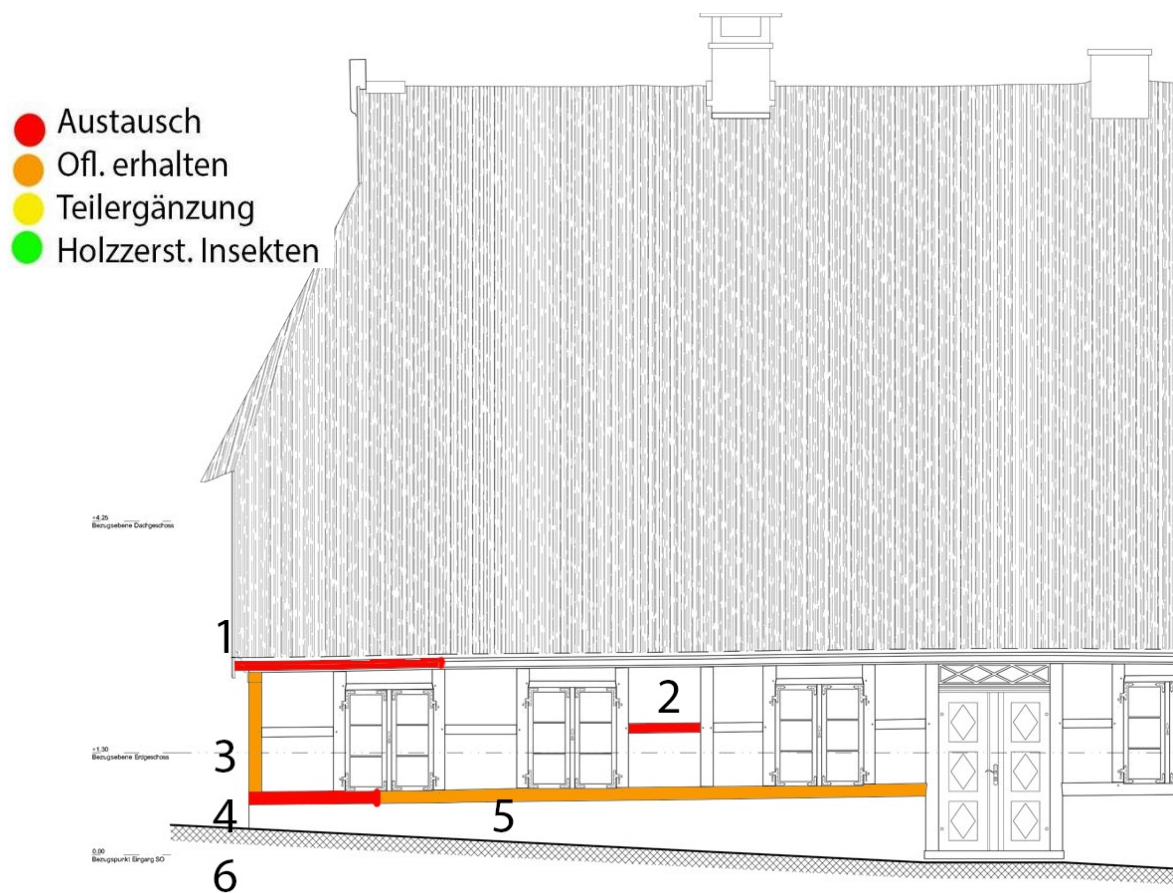 Austausch
Ofl. erhalten
Teilergänzung
Holzzerst. Insekten
+4,25
Bezugsebene Dachgeschoss
1
2
+1,30
Bezugsebene Erdgeschoss
3
4
5
0,00
Bezugspunkt Eingang SO
6